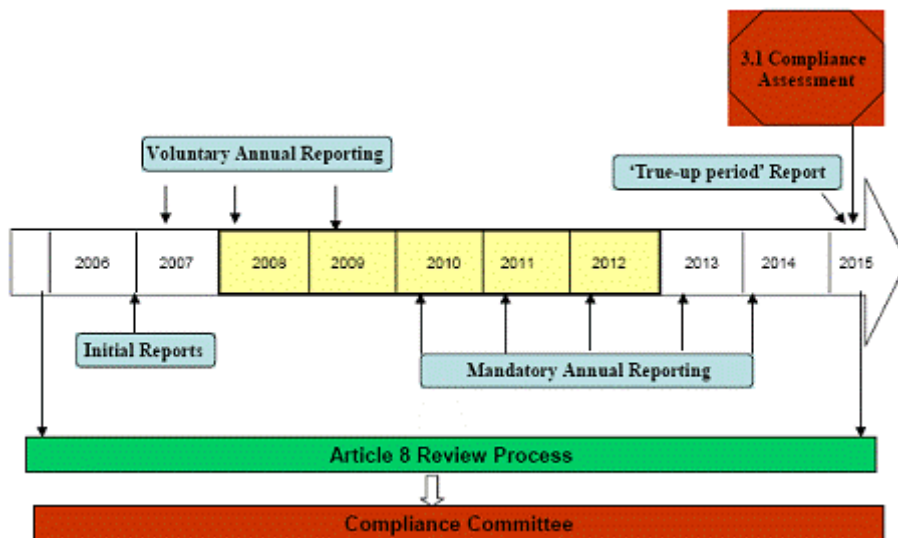 3.1 Compliance
Assessment
Voluntary Annual Reporting
'True-up period' Report
2006 2007 2008 2009 2010 2011 2012 2013 2014 2015
Initial Reports
Mandatory Annual Reporting
Article 8 Review Process
Compliance Committee